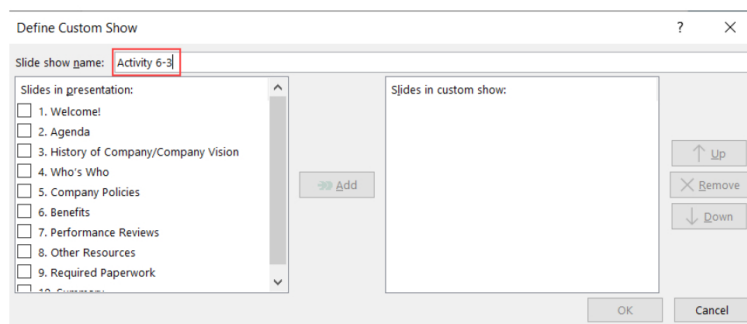 Define Custom Show ? ×
Slide show name: Activity 6-3
Slides in presentation:
1. Welcome!
2. Agenda
3. History of Company/Company Vision
4. Who's Who
5. Company Policies
6. Benefits
7. Performance Reviews
8. Other Resources
9. Required Paperwork
10. Summary
Add
Slides in custom show:
Up
Remove
Down
OK Cancel